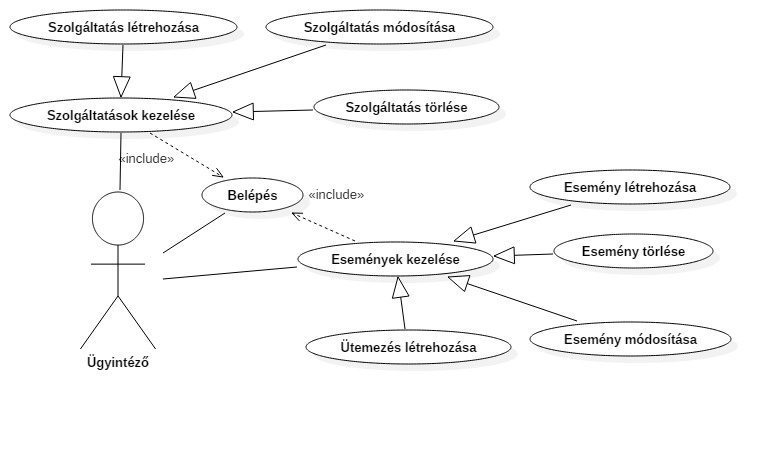 Szolgáltatás létrehozása
Szolgáltatás módosítása
Szolgáltatások kezelése
Szolgáltatás törlése
«include»
Belépés
«include»
Esemény létrehozása
Események kezelése
Esemény törlése
Ütemezés létrehozása
Esemény módosítása
Ügyintéző